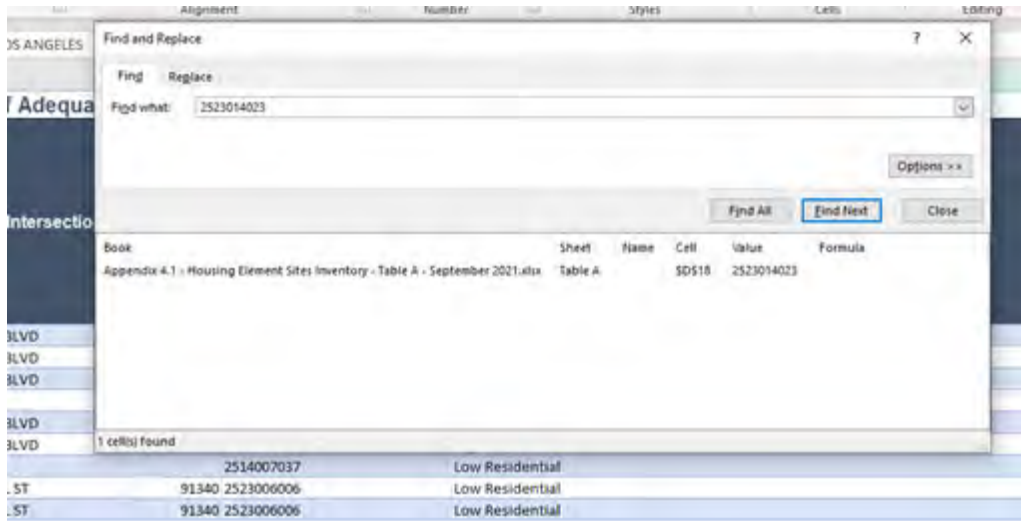 Alignment Number Styles Cells Editing
OS ANGELES
Find and Replace ? ×
Find Replace
f Adequa
Find what: 2523014023
Options >>
Intersectio
Find All Find Next Close
Book Sheet Name Cell Value Formula
Appendix 4.1 - Housing Element Sites Inventory - Table A - September 2021.xlsx Table A $D$18 2523014023
BLVD
BLVD
BLVD
BLVD
BLVD
1 cell(s) found
2514007037 Low Residential
L ST 91340 2523006006 Low Residential
L ST 91340 2523006006 Low Residential